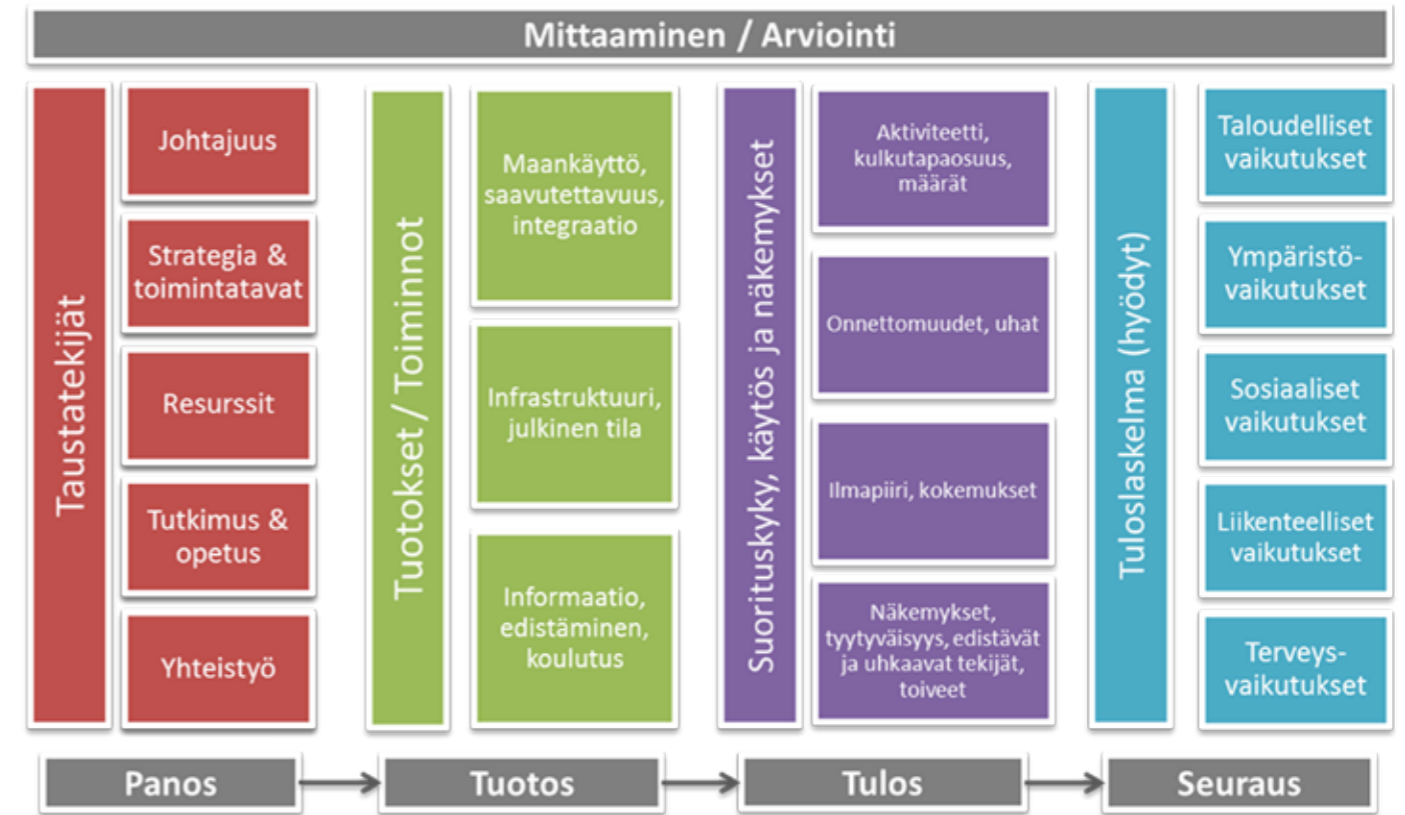 Mittaaminen / Arviointi
Taustatekijät
Johtajuus
Strategia &
toimintatavat
Resurssit
Tutkimus &
opetus
Yhteistyö
Tuotokset / Toiminnot
Maankäyttö,
saavutettavuus,
integraatio
Infrastruktuuri,
julkinen tila
Informaatio,
edistäminen,
koulutus
Suorituskyky, käytös ja näkemykset
Aktiviteetti,
kulkutapaosuus,
määrät
Onnettomuudet, uhat
Ilmapiiri, kokemukset
Näkemykset,
tyytyväisyys, edistävät
ja uhkaavat tekijät,
toiveet
Tuloslaskelma (hyödyt)
Taloudelliset
vaikutukset
Ympäristö-
vaikutukset
Sosiaaliset
vaikutukset
Liikenteelliset
vaikutukset
Terveys-
vaikutukset
Panos
Tuotos
Tulos
Seuraus